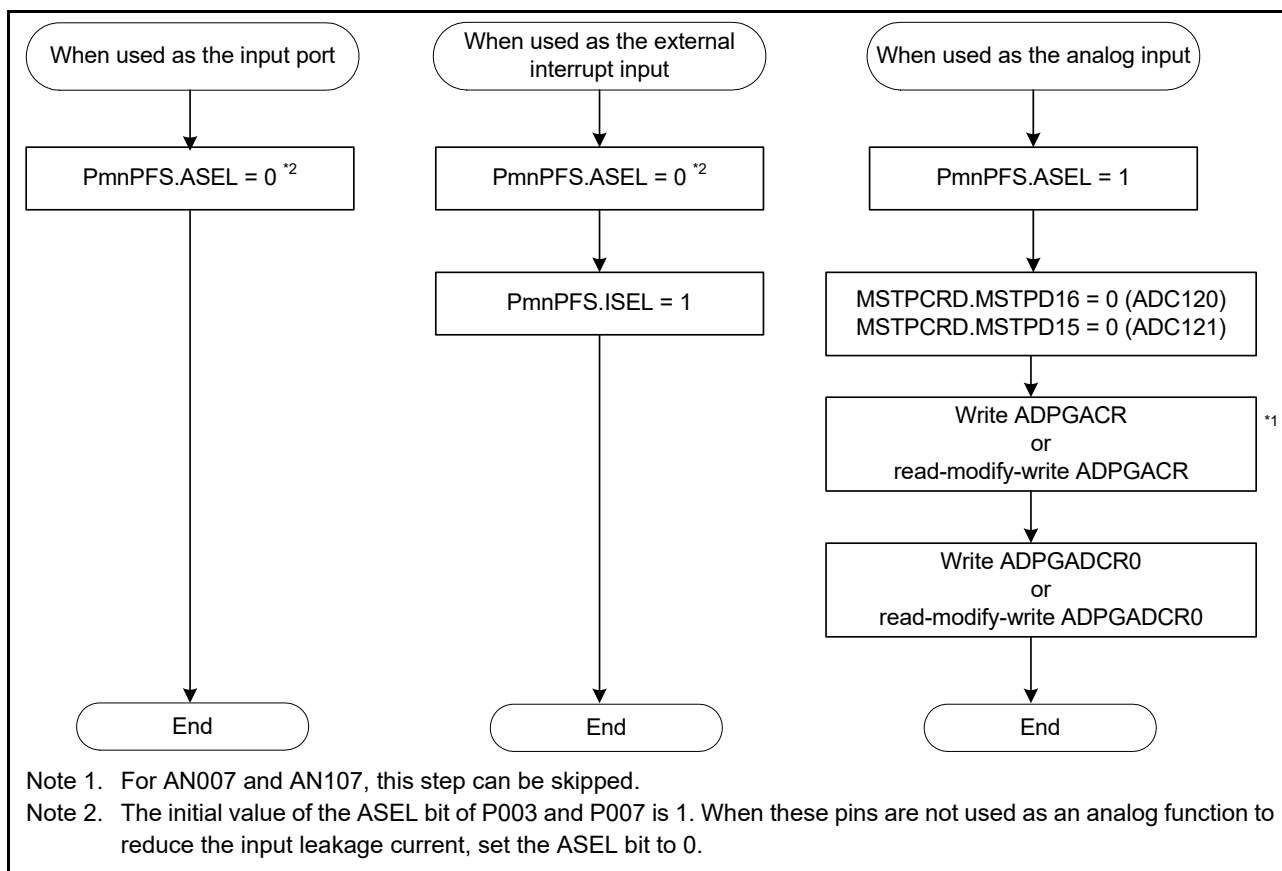 When used as the input port
PmnPFS.ASEL = 0 *2
End
When used as the external
interrupt input
PmnPFS.ASEL = 0 *2
PmnPFS.ISEL = 1
End
When used as the analog input
PmnPFS.ASEL = 1
MSTPCRD.MSTPD16 = 0 (ADC120)
MSTPCRD.MSTPD15 = 0 (ADC121)
Write ADPGACR
or
read-modify-write ADPGACR
*1
Write ADPGADCR0
or
read-modify-write ADPGADCR0
End
Note 1. For AN007 and AN107, this step can be skipped.
Note 2. The initial value of the ASEL bit of P003 and P007 is 1. When these pins are not used as an analog function to
reduce the input leakage current, set the ASEL bit to 0.